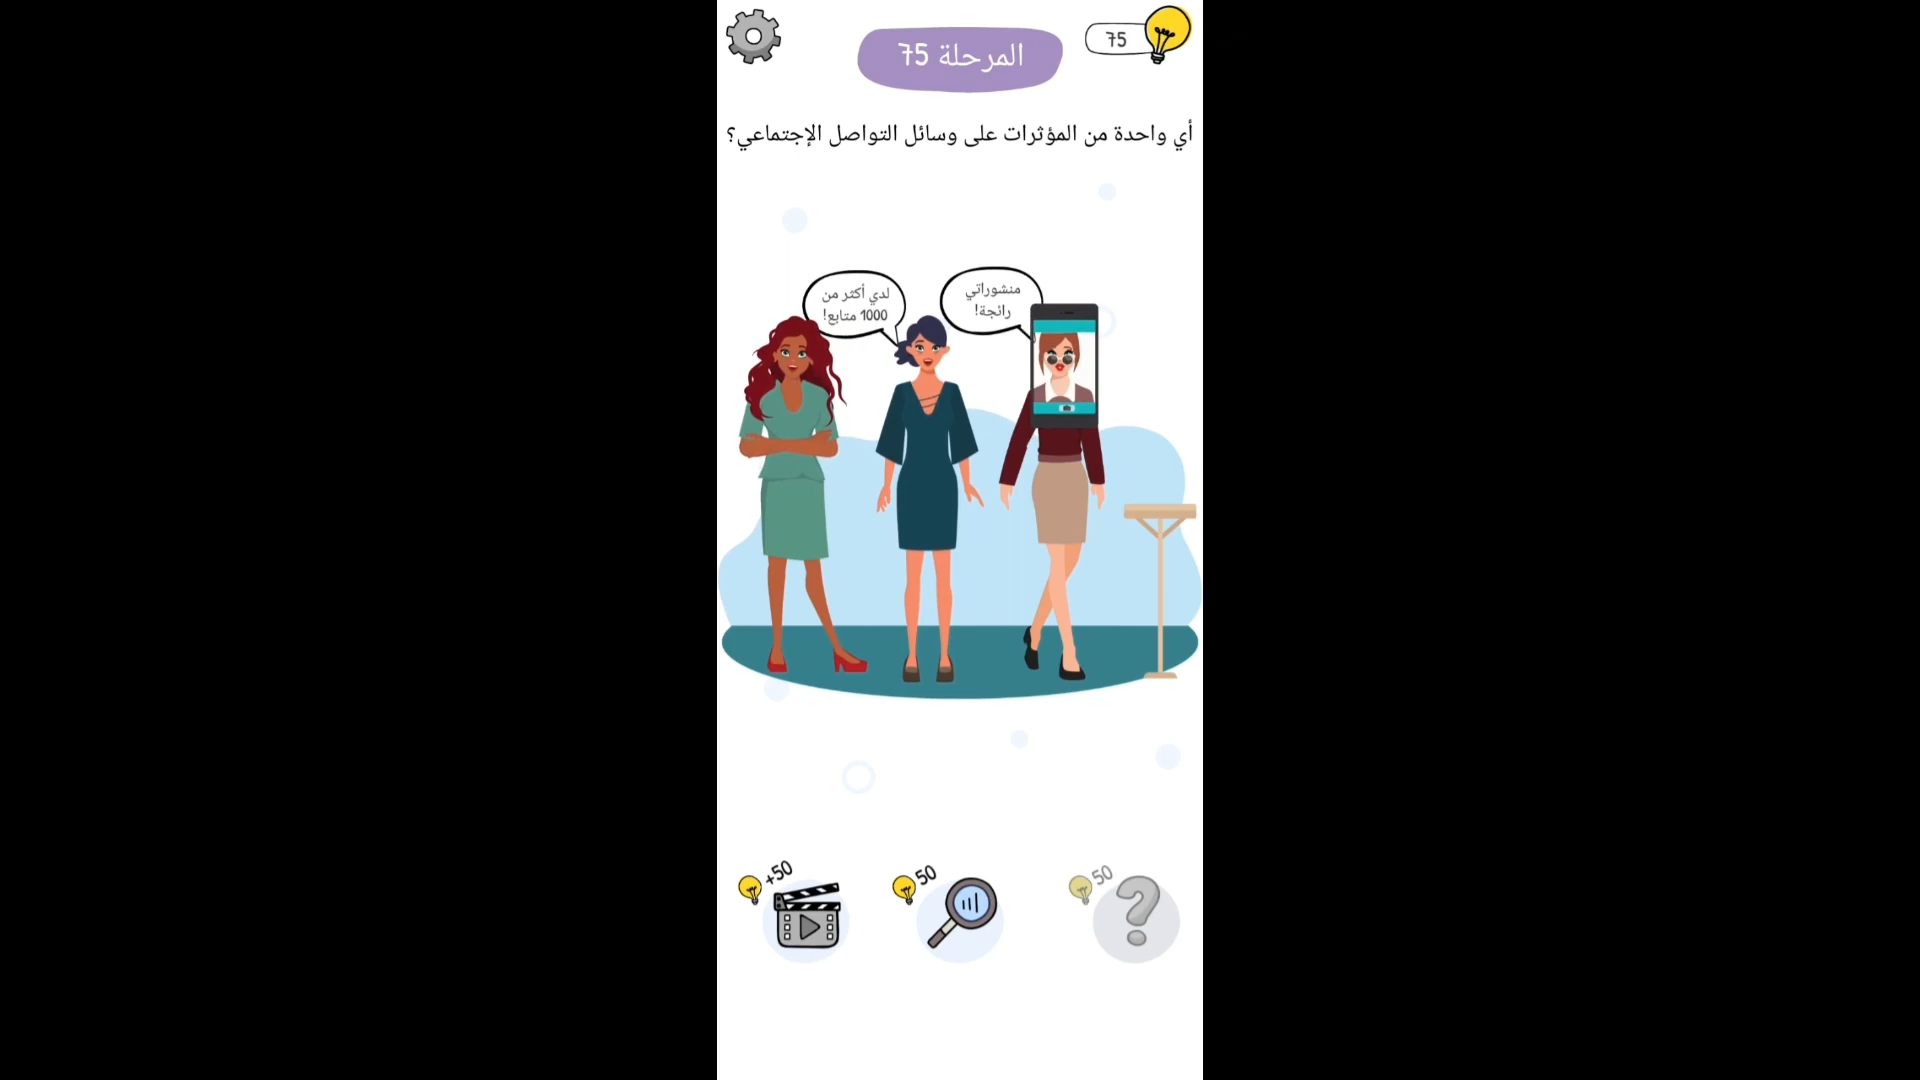 75
المرحلة 75
أي واحدة من المؤثرات على وسائل التواصل الإجتماعي؟
منشوراتي
رائجة!
لدي أكثر من
1000 متابع!
+50
50
50